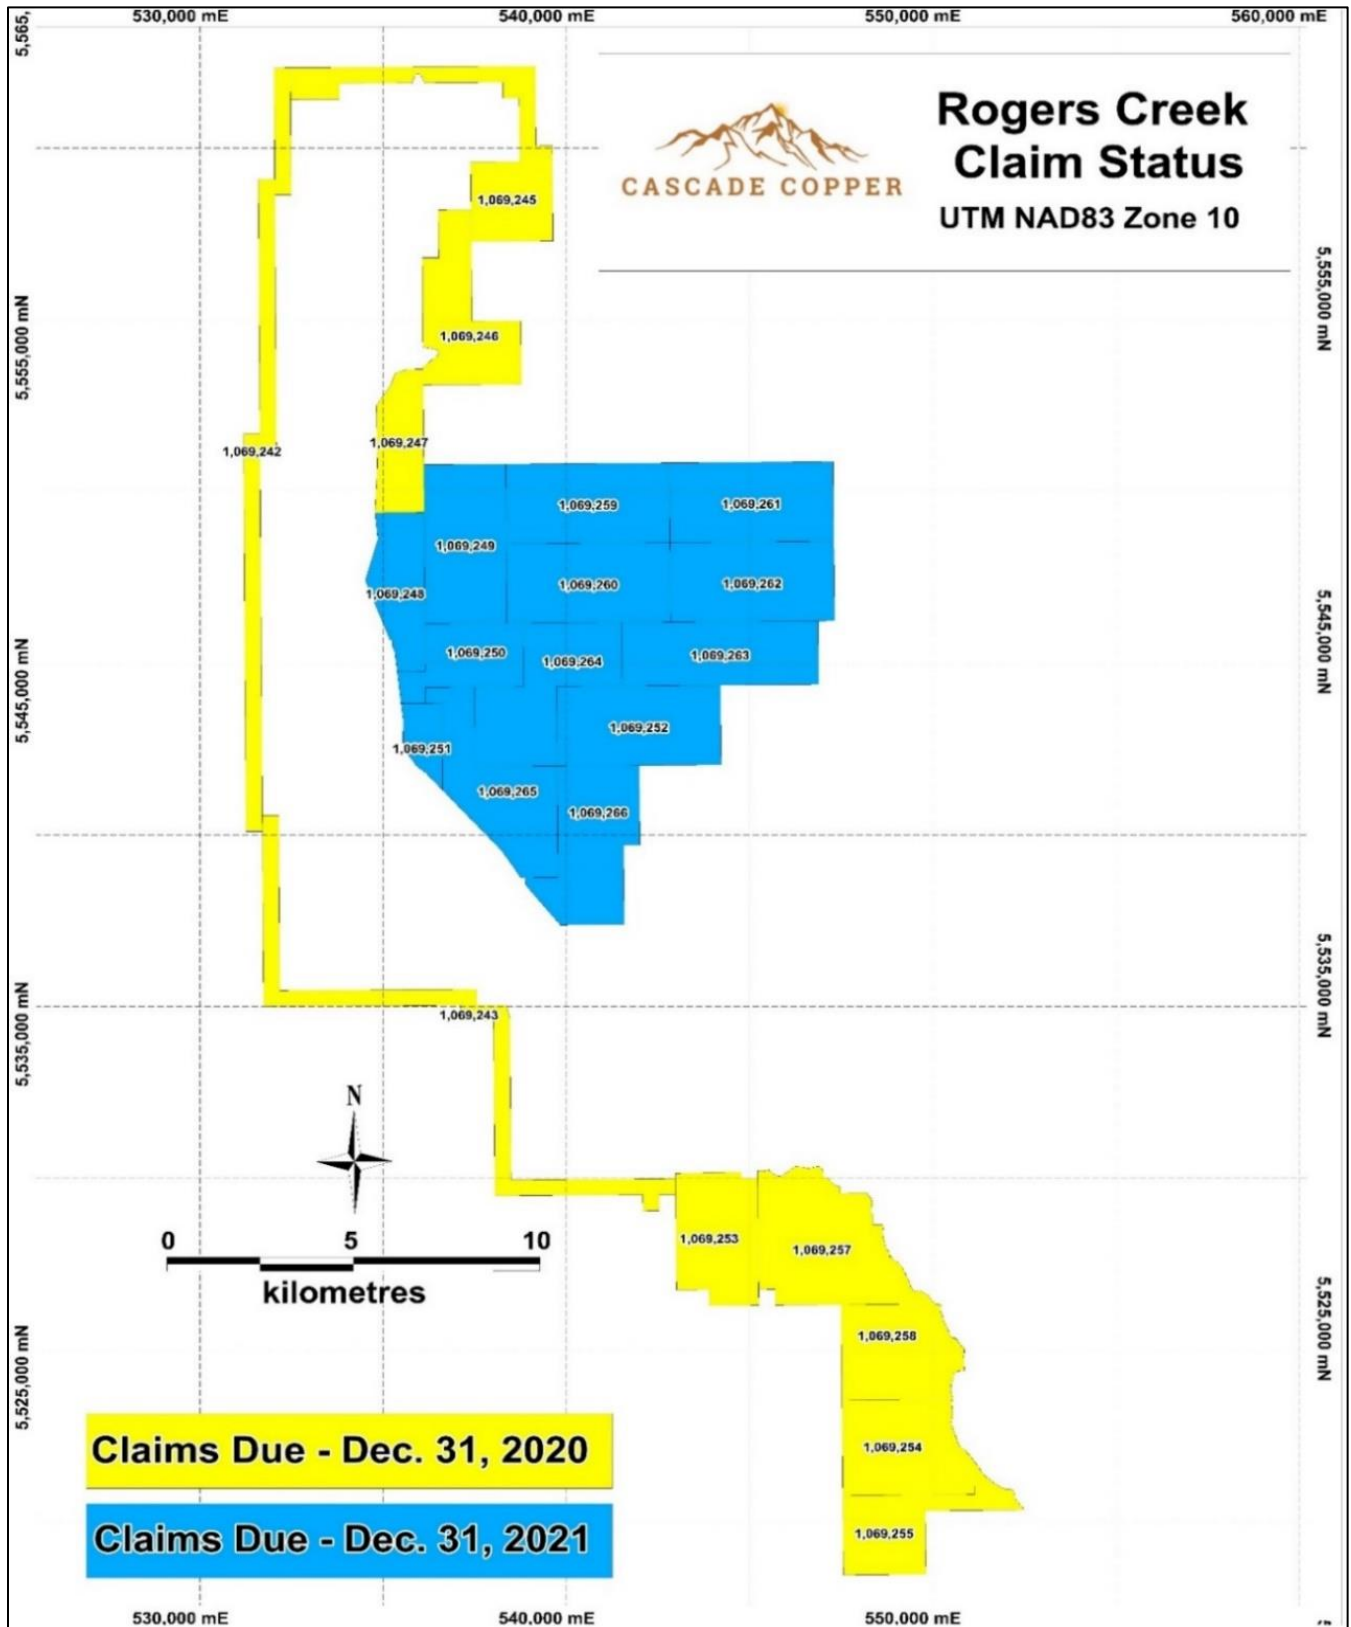 530,000 mE
540,000 mE
550,000 mE
560,000 mE
5,565,
Rogers Creek
Claim Status
UTM NAD83 Zone 10
CASCADE COPPER
1,069,245
5,555,000 mN
5,555,000 mN
1,069,246
1,069,247
1,069,242
1,069,259
1,069,261
1,069,249
1,069,260
1,069,262
1,069,248
5,545,000 mN
5,545,000 mN
1,069,250
1,069,264
1,069,263
1,069,252
1,069,251
1,069,265
1,069,266
5,535,000 mN
5,535,000 mN
1,069,243
N
0
5
10
kilometres
1,069,253
1,069,257
5,525,000 mN
5,525,000 mN
1,069,258
1,069,254
1,069,255
Claims Due - Dec. 31, 2020
Claims Due - Dec. 31, 2021
530,000 mE
540,000 mE
550,000 mE